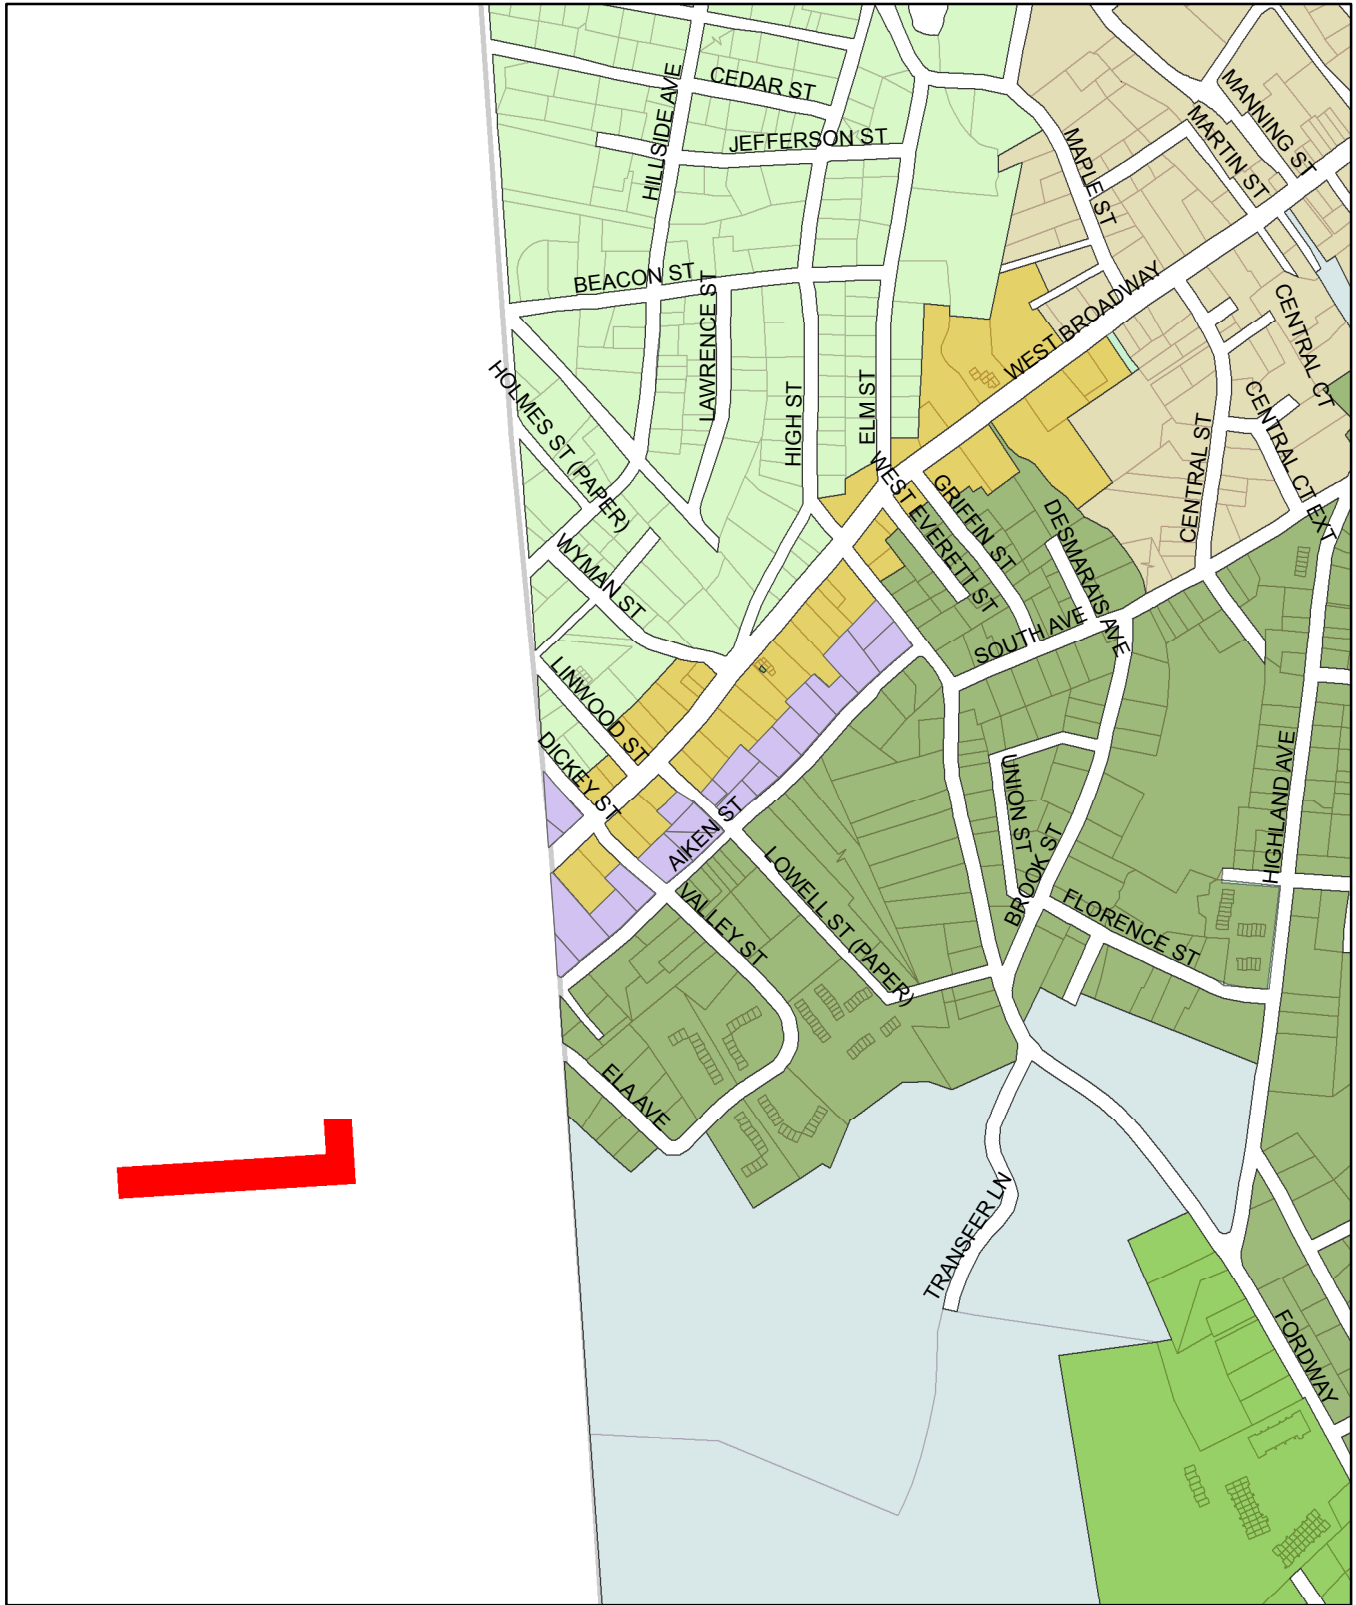 CEDAR ST
MANNING ST
HILLSIDE AVE
JEFFERSON ST
MARTIN ST
MAPLE ST
BEACON ST
LAWRENCE ST
WEST BROADWAY
CENTRAL CT
HOLMES ST (PAPER)
HIGH ST
ELM ST
CENTRAL ST
CENTRAL CT EXT
WEST EVERETT ST
GRIFFIN ST
DESMARAIS AVE
WYMAN ST
SOUTH AVE
LINWOOD ST
DICKEY ST
UNION ST
HIGHLAND AVE
AIKEN ST
BROOK ST
LOWELL ST (PAPER)
VALLEY ST
FLORENCE ST
ELA AVE
TRANSFER LN
FORDWAY